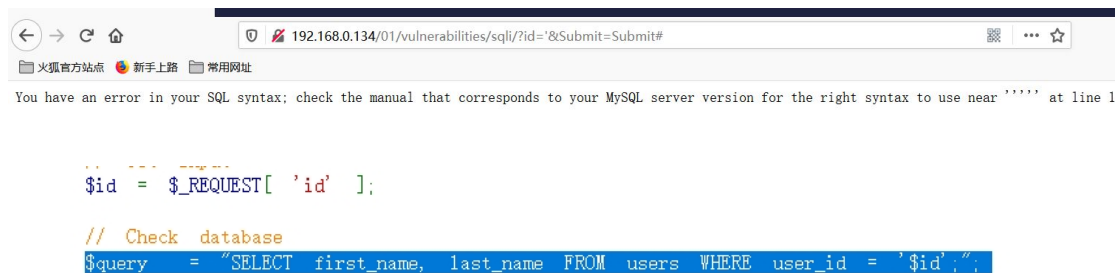 192.168.0.134/01/vulnerabilities/sqli/?id='&Submit=Submit#
火狐官方站点 新手上路 常用网址
You have an error in your SQL syntax; check the manual that corresponds to your MySQL server version for the right syntax to use near ''''' at line 1
$id = $_REQUEST[ 'id' ];
// Check database
$query = "SELECT first_name, last_name FROM users WHERE user_id = '$id';";